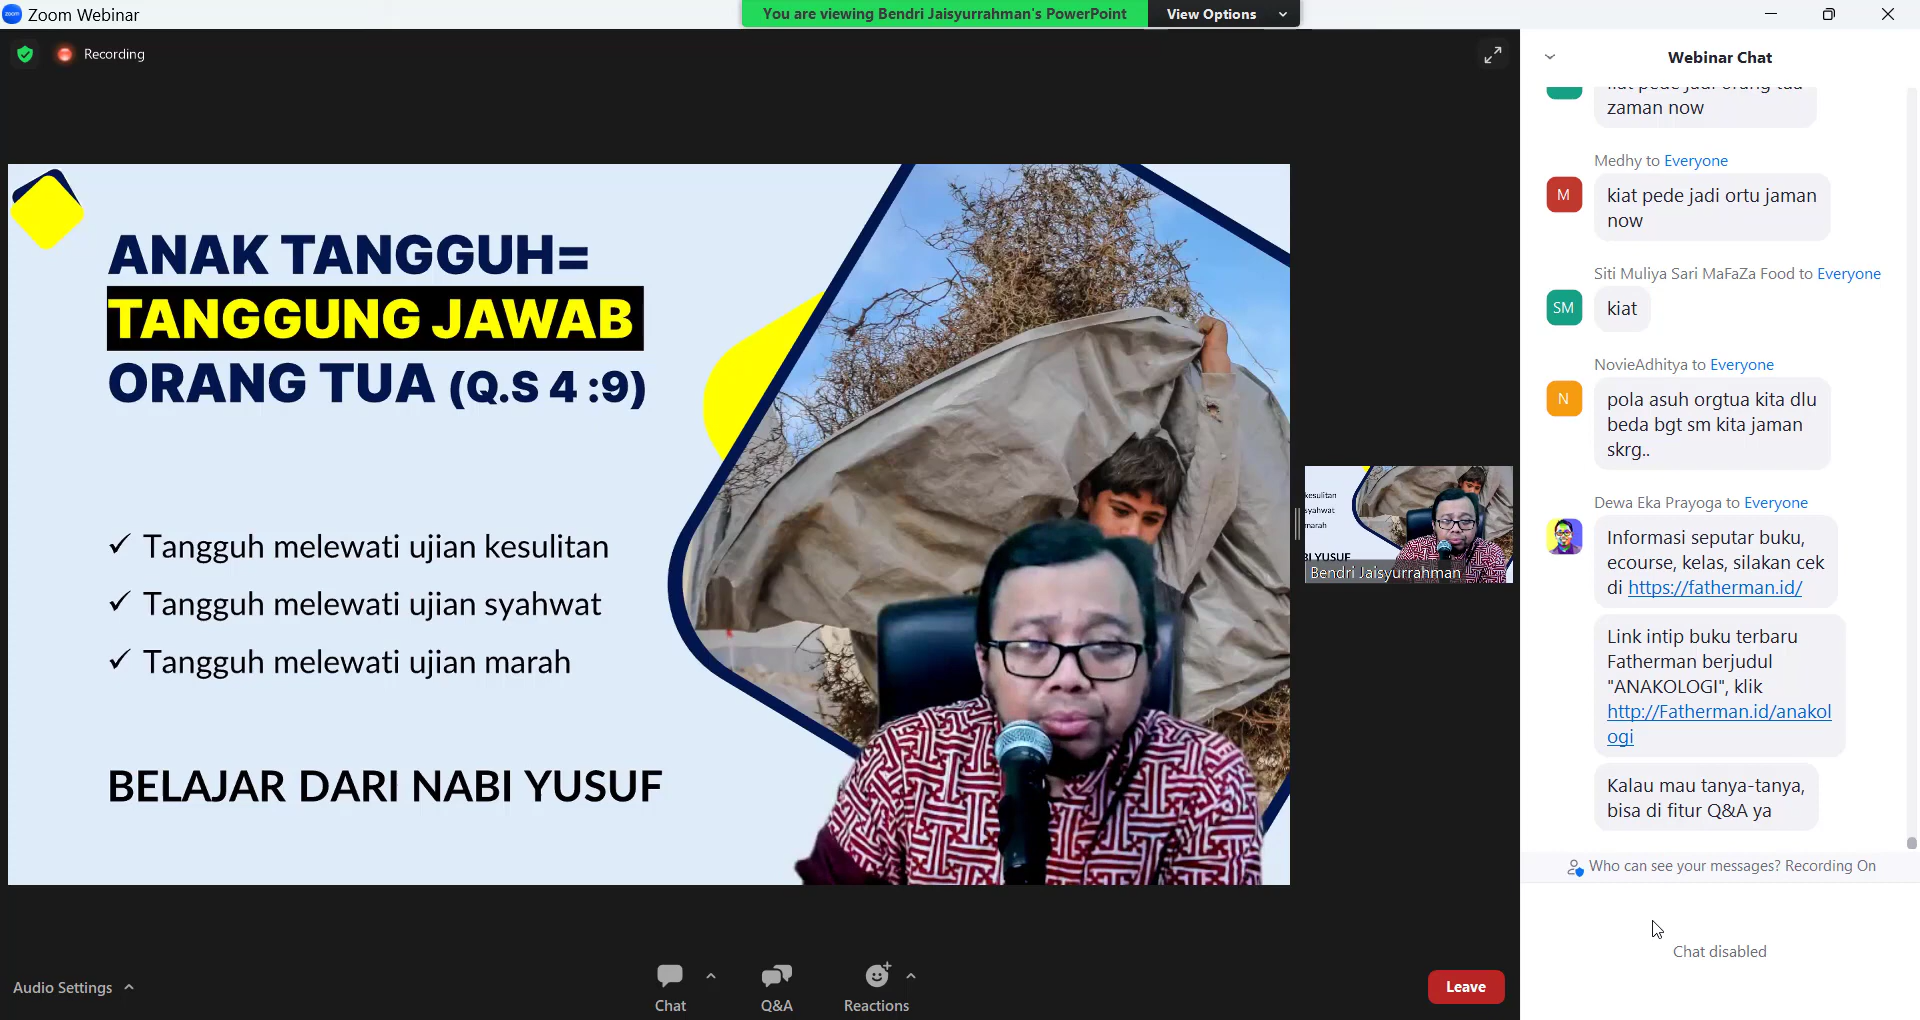 Zoom Webinar
You are viewing Bendri Jaisyurrahman's PowerPoint
View Options
Recording
ANAK TANGGUH=
TANGGUNG JAWAB
ORANG TUA (Q.S 4 :9)
✓ Tangguh melewati ujian kesulitan
✓ Tangguh melewati ujian syahwat
✓ Tangguh melewati ujian marah
BELAJAR DARI NABI YUSUF
kesulitan
syahwat
marah
BI YUSUF
Bendri Jaisyurrahman
Webinar Chat
zaman now
Medhy to Everyone
M
kiat pede jadi ortu jaman
now
Siti Muliya Sari MaFaZa Food to Everyone
SM
kiat
NovieAdhitya to Everyone
N
pola asuh orgtua kita dlu
beda bgt sm kita jaman
skrg..
Dewa Eka Prayoga to Everyone
Informasi seputar buku,
ecourse, kelas, silakan cek
di https://fatherman.id/
Link intip buku terbaru
Fatherman berjudul
"ANAKOLOGI", klik
http://Fatherman.id/anakol
ogi
Kalau mau tanya-tanya,
bisa di fitur Q&A ya
Who can see your messages? Recording On
Chat disabled
Audio Settings
Chat
Q&A
Reactions
Leave